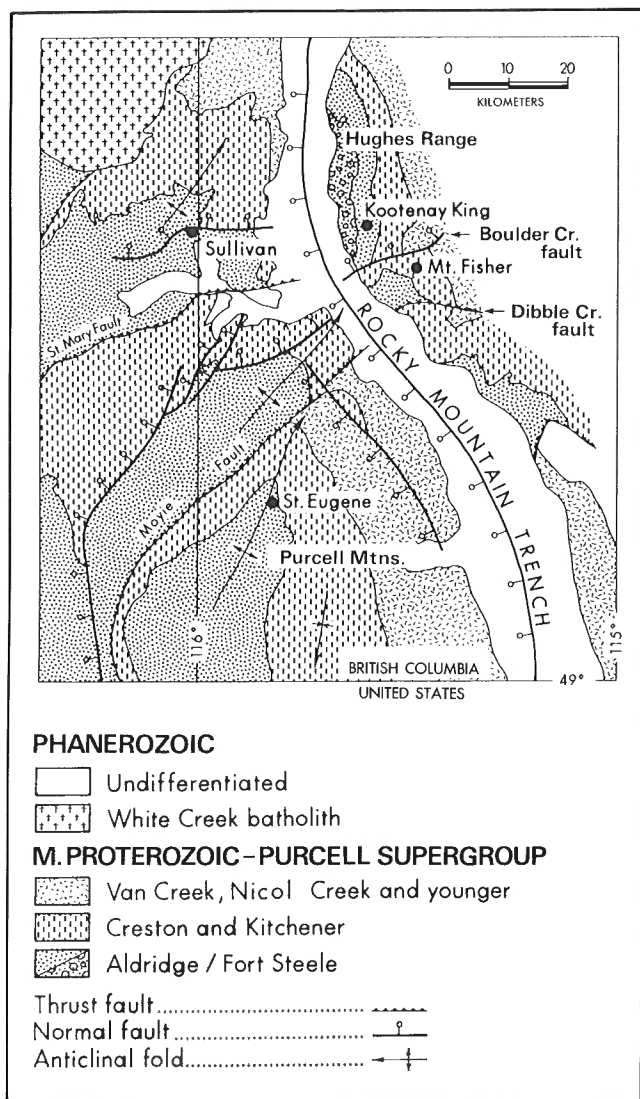 0 10 20
KILOMETERS
Hughes Range
Kootenay King
Boulder Cr.
fault
Sullivan
Mt. Fisher
Dibble Cr.
fault
St. Mary Fault
ROCKY MOUNTAIN TRENCH
Moyie Fault
St. Eugene
Purcell Mtns.
116°
115°
BRITISH COLUMBIA
49°
UNITED STATES
PHANEROZOIC
Undifferentiated
White Creek batholith
M. PROTEROZOIC – PURCELL SUPERGROUP
Van Creek, Nicol Creek and younger
Creston and Kitchener
Aldridge / Fort Steele
Thrust fault
Normal fault
Anticlinal fold